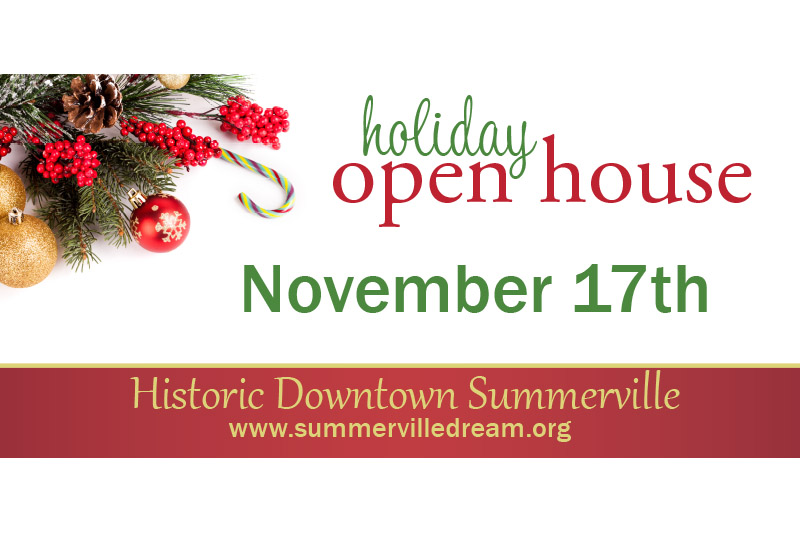 holiday
open house
November 17th
Historic Downtown Summerville
www.summervilledream.org